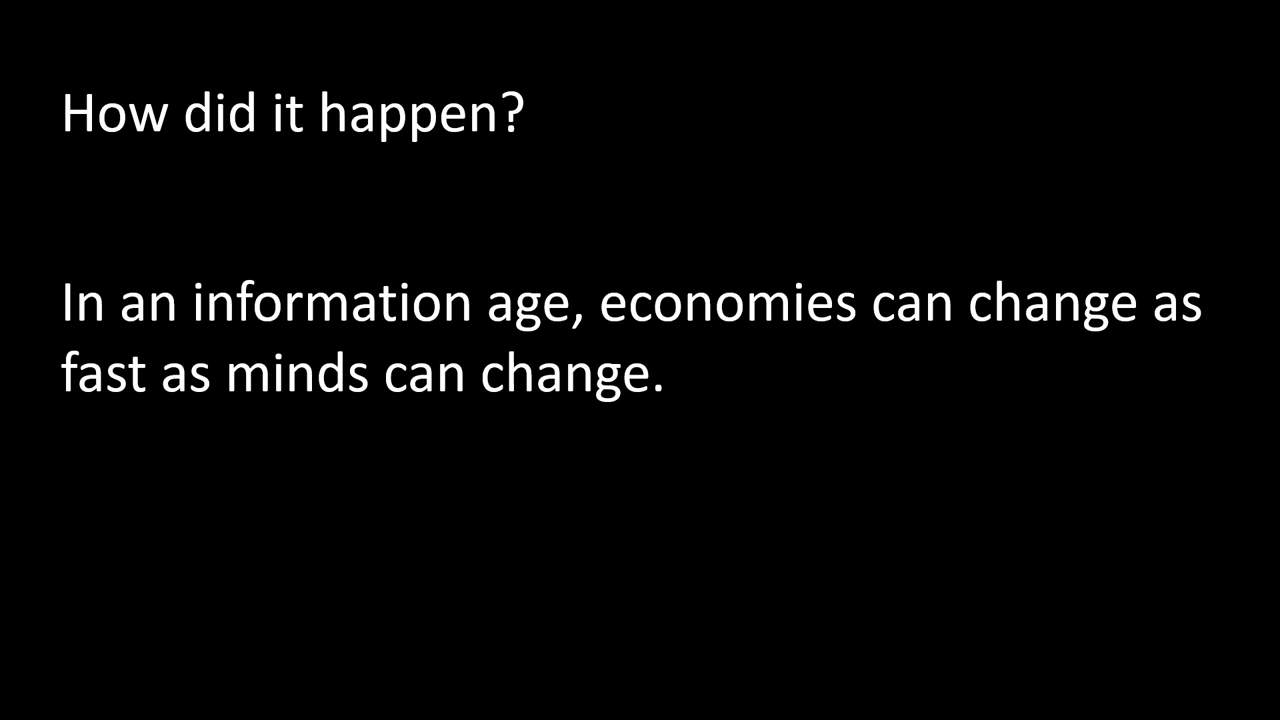 How did it happen?
In an information age, economies can change as
fast as minds can change.